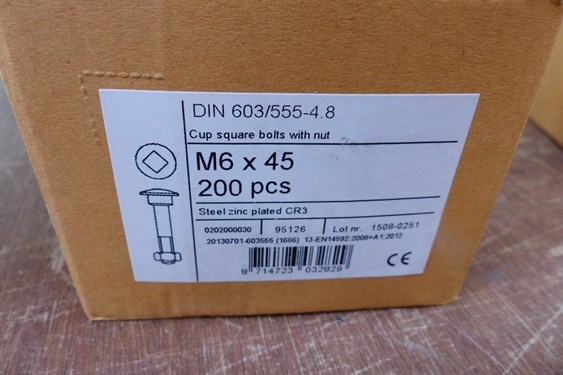 DIN 603/555-4.8
Cup square bolts with nut
M6 x 45
200 pcs
Steel zinc plated CR3
0202000030 95126 Lot nr. 1508-0251
20130701-603555 (1686) 13-EN14592:2008+A1:2012
8 714723 032829
CE